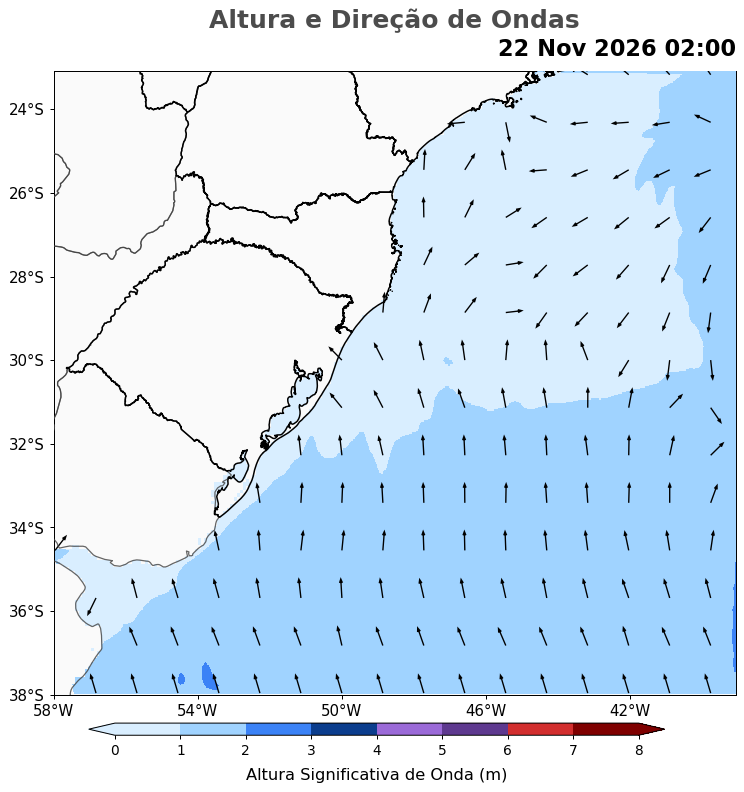 Altura e Direção de Ondas
22 Nov 2026 02:00
24°S
26°S
28°S
30°S
32°S
34°S
36°S
38°S
58°W 54°W 50°W 46°W 42°W
0 1 2 3 4 5 6 7 8
Altura Significativa de Onda (m)